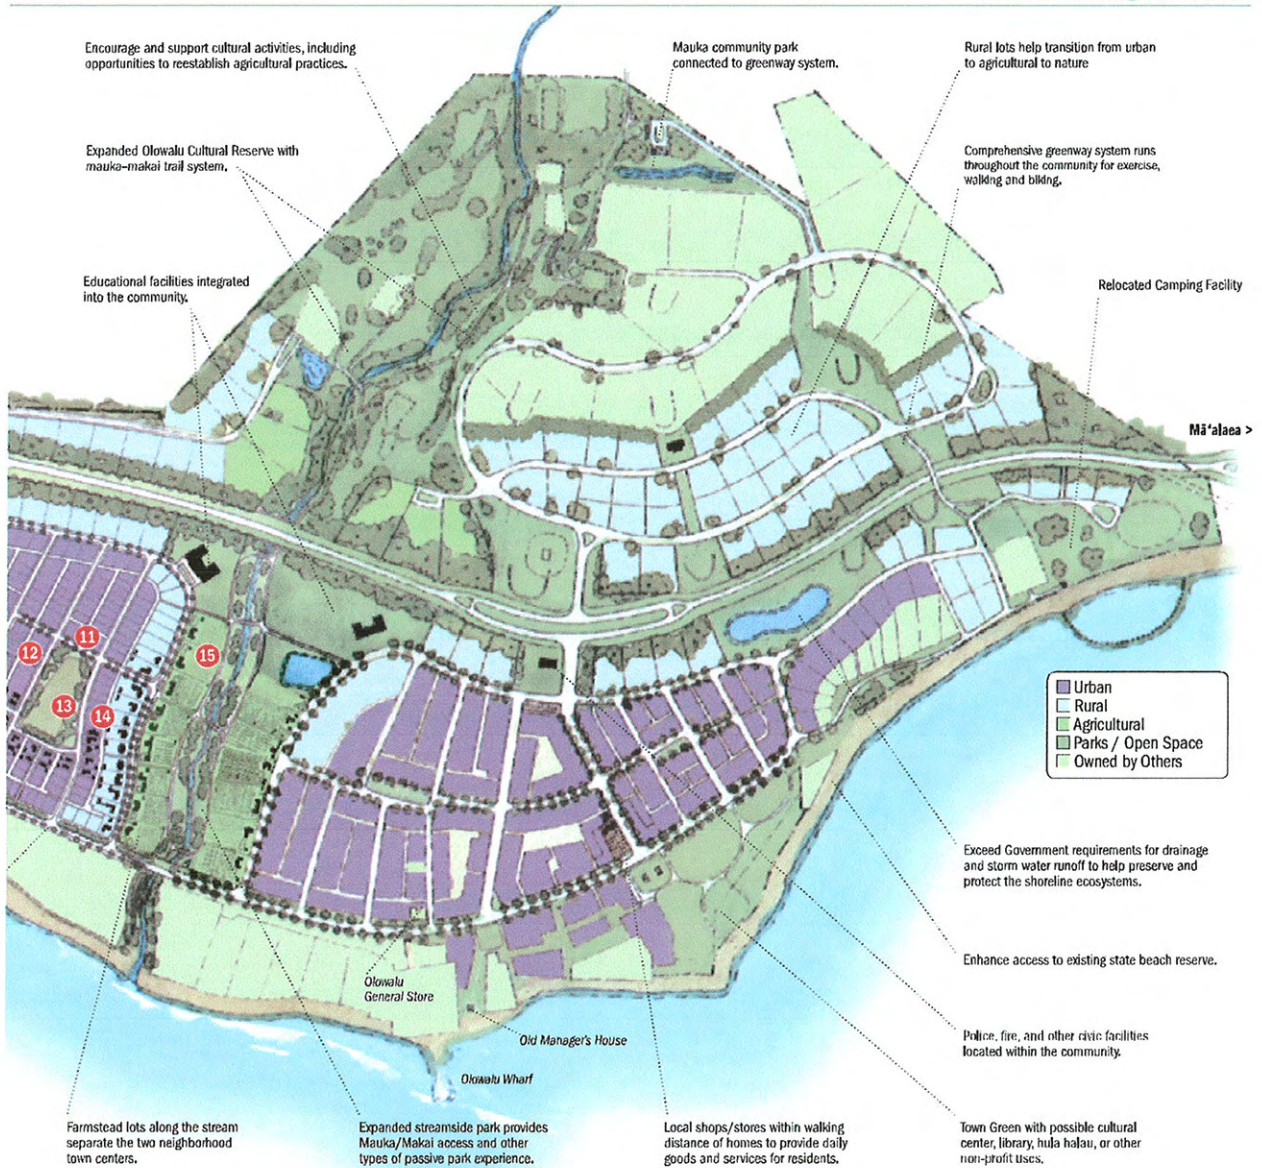 Encourage and support cultural activities, including
opportunities to reestablish agricultural practices.
Mauka community park
connected to greenway system.
Rural lots help transition from urban
to agricultural to nature
Expanded Olowalu Cultural Reserve with
mauka-makai trail system.
Comprehensive greenway system runs
throughout the community for exercise,
walking and biking.
Educational facilities integrated
into the community.
Relocated Camping Facility
Mā'alaea >
11
12
15
13
14
Urban
Rural
Agricultural
Parks / Open Space
Owned by Others
Exceed Government requirements for drainage
and storm water runoff to help preserve and
protect the shoreline ecosystems.
Enhance access to existing state beach reserve.
Olowalu
General Store
Old Manager's House
Olowalu Wharf
Police, fire, and other civic facilities
located within the community.
Farmstead lots along the stream
separate the two neighborhood
town centers.
Expanded streamside park provides
Mauka/Makai access and other
types of passive park experience.
Local shops/stores within walking
distance of homes to provide daily
goods and services for residents.
Town Green with possible cultural
center, library, hula halau, or other
non-profit uses.